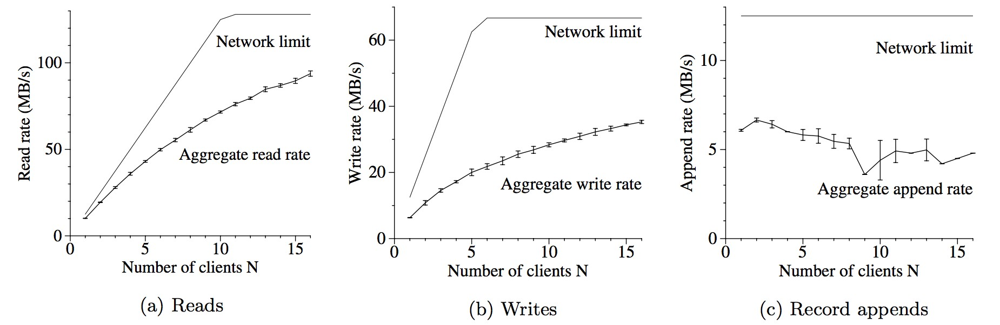 100
50
0
Read rate (MB/s)
Network limit
Aggregate read rate
0 5 10 15
Number of clients N
(a) Reads
60
40
20
0
Write rate (MB/s)
Network limit
Aggregate write rate
0 5 10 15
Number of clients N
(b) Writes
10
5
0
Append rate (MB/s)
Network limit
Aggregate append rate
0 5 10 15
Number of clients N
(c) Record appends